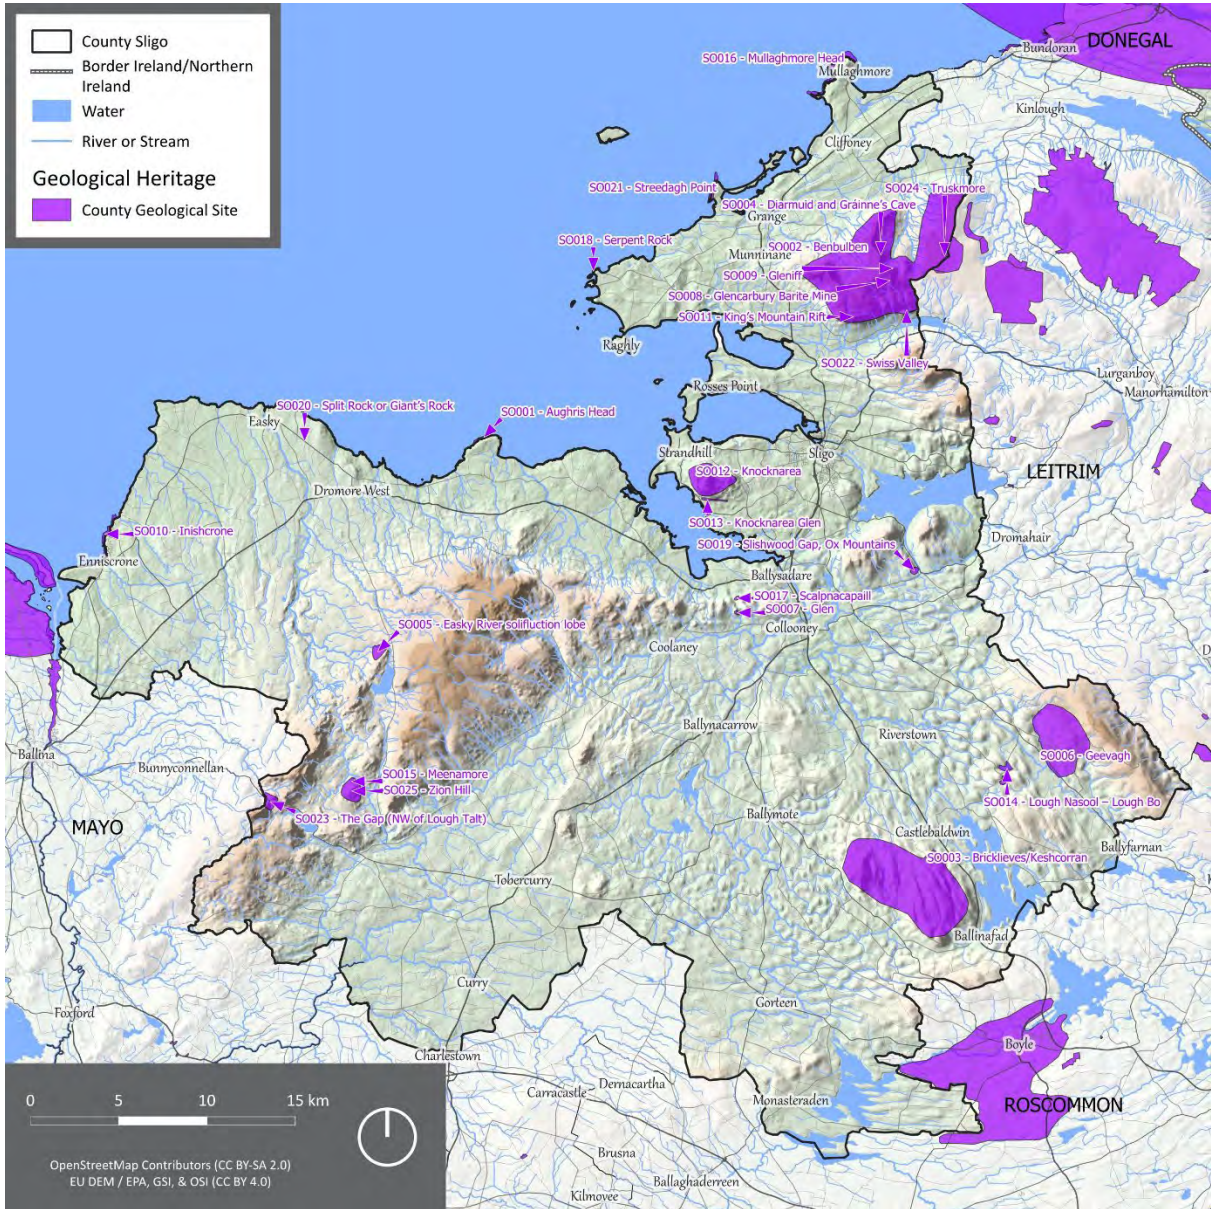 County Sligo
Border Ireland/Northern
Ireland
Water
River or Stream
Geological Heritage
County Geological Site
DONEGAL
Bundoran
SO016 - Mullaghmore Head
Mullaghmore
Kinlough
Cliffoney
SO021 - Streedagh Point
SO024 - Truskmore
SO004 - Diarmuid and Gráinne's Cave
Grange
SO018 - Serpent Rock
SO002 - Benbulben
Munninane
SO009 - Gleniff
SO008 - Glencarbury Barite Mine
SO011 - King's Mountain Rift
Raghly
SO022 - Swiss Valley
Lurganboy
Rosses Point
Manorhamilton
SO020 - Split Rock or Giant's Rock
SO001 - Aughris Head
Easky
Strandhill
Sligo
SO012 - Knocknarea
LEITRIM
Dromore West
SO013 - Knocknarea Glen
SO010 - Inishcrone
Dromahair
SO019 - Slishwood Gap, Ox Mountains
Enniscrone
Ballysadare
SO017 - Scalpnacapaill
SO007 - Glen
SO005 - Easky River solifluction lobe
Collooney
Coolaney
Ballynacarrow
Riverstown
Ballina
SO006 - Geevagh
Bunnyconnellan
SO015 - Meenamore
SO025 - Zion Hill
SO014 - Lough Nasool – Lough Bo
SO023 - The Gap (NW of Lough Talt)
MAYO
Ballymote
Castlebaldwin
Ballyfarnan
SO003 - Bricklieves/Keshcorran
Tobercurry
Ballinafad
Curry
Gorteen
Foxford
Boyle
Charlestown
Dernacartha
Carracastle
Monasteraden
ROSCOMMON
0 5 10 15 km
Brusna
OpenStreetMap Contributors (CC BY-SA 2.0)
EU DEM / EPA, GSI, & OSI (CC BY 4.0)
Ballaghaderreen
Kilmovee